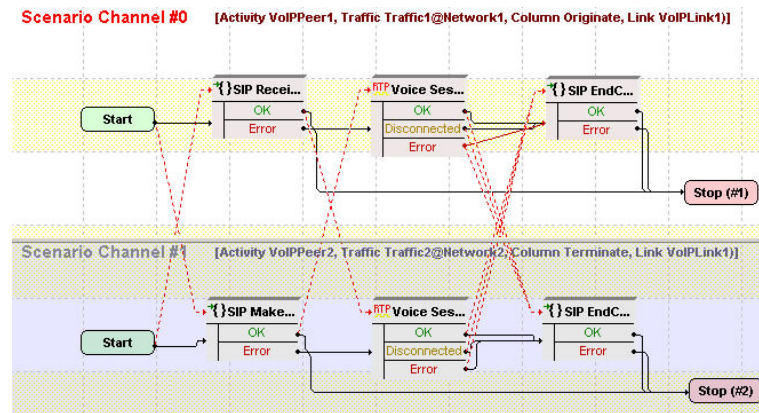 Scenario Channel #0 [Activity VoIPPeer1, Traffic Traffic1@Network1, Column Originate, Link VoIPLink1)]
{}SIP Recei... RTP Voice Ses... {}SIP EndC...
Start OK OK OK
Error Disconnected Error
Error
Stop (#1)
Scenario Channel #1 [Activity VoIPPeer2, Traffic Traffic2@Network2, Column Terminate, Link VoIPLink1)]
{}SIP Make... RTP Voice Ses... {}SIP EndC...
Start OK OK OK
Error Disconnected Error
Error
Stop (#2)